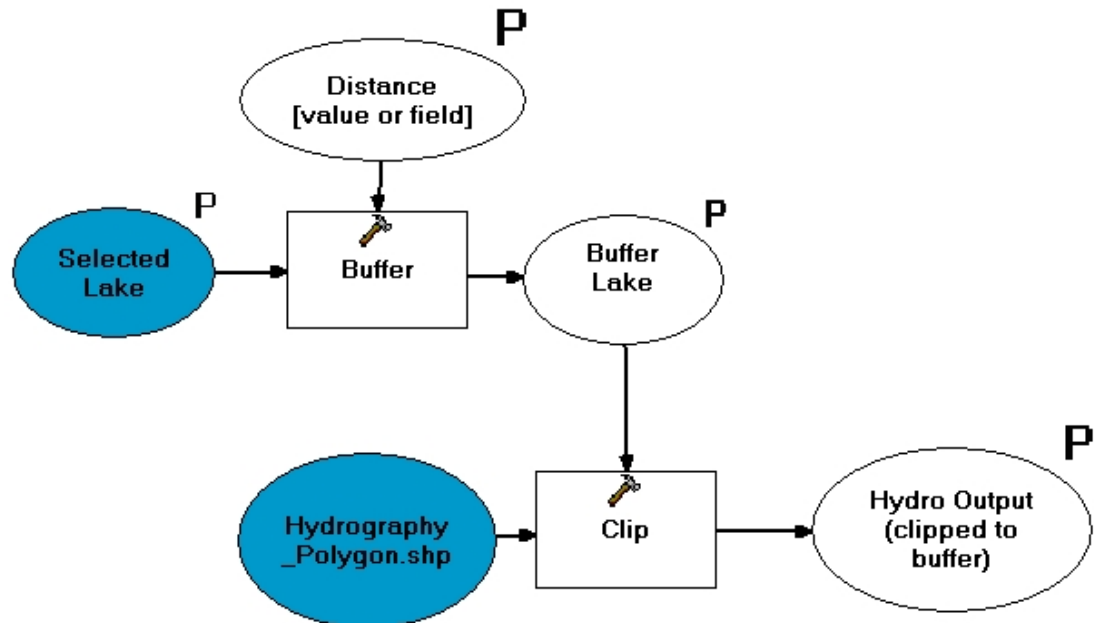 P
Distance
[value or field]
P
Selected
Lake
Buffer
P
Buffer
Lake
Hydrography
_Polygon.shp
Clip
P
Hydro Output
(clipped to
buffer)